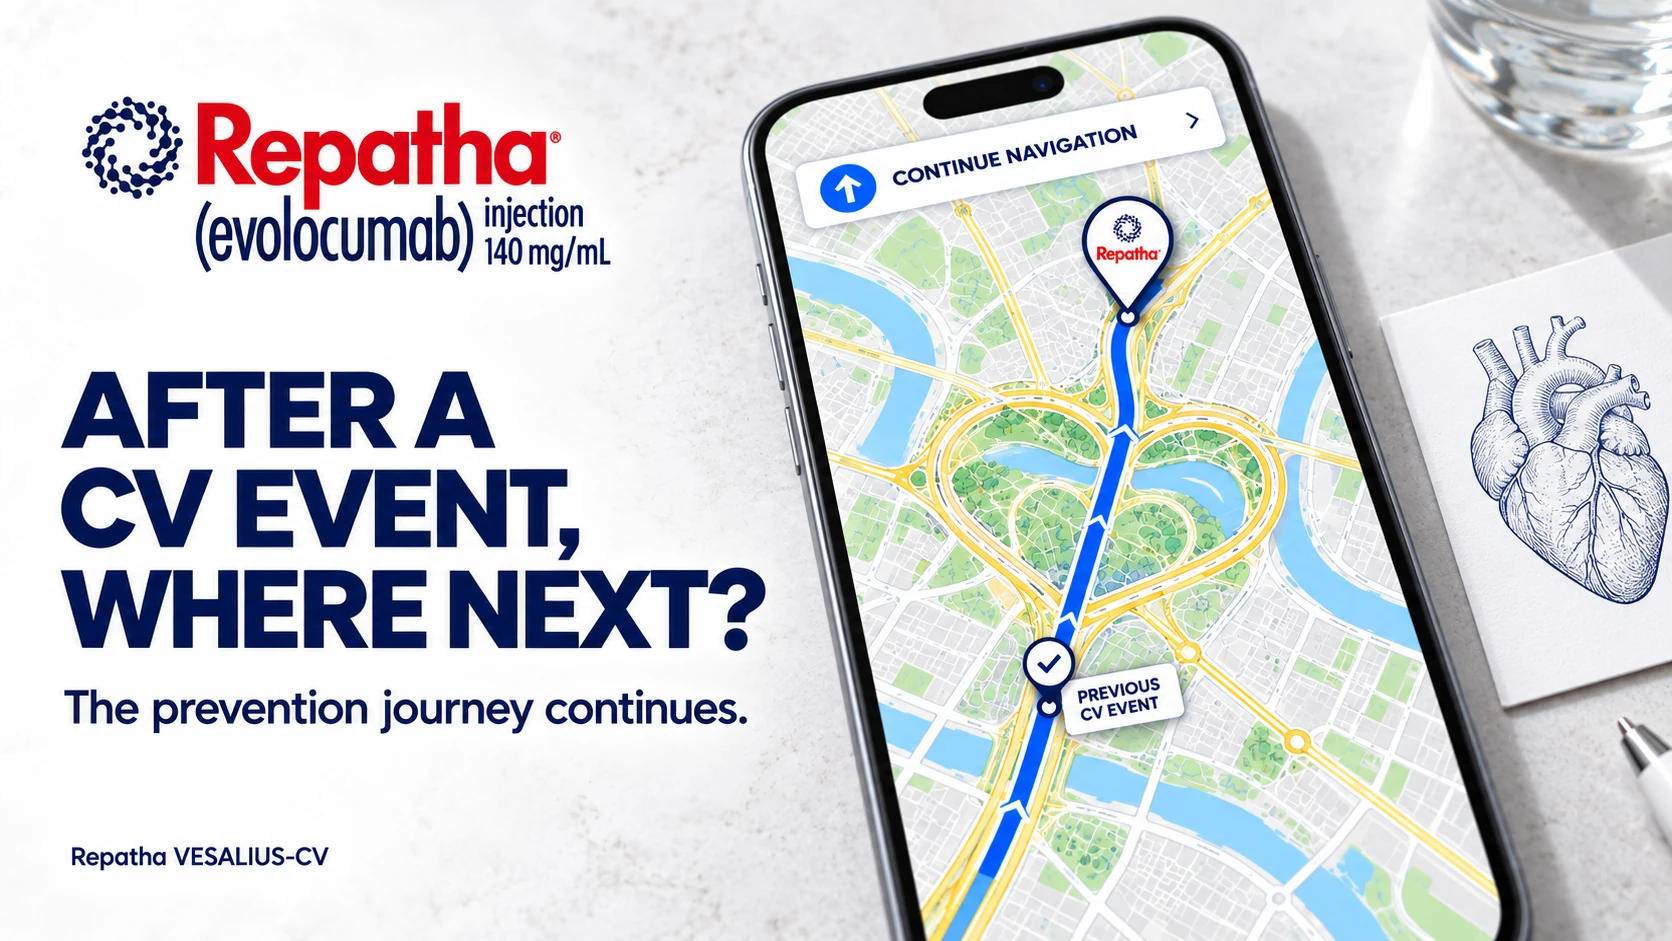 Repatha®
(evolocumab) injection
140 mg/mL
AFTER A
CV EVENT,
WHERE NEXT?
The prevention journey continues.
Repatha VESALIUS-CV
CONTINUE NAVIGATION
Repatha®
PREVIOUS
CV EVENT